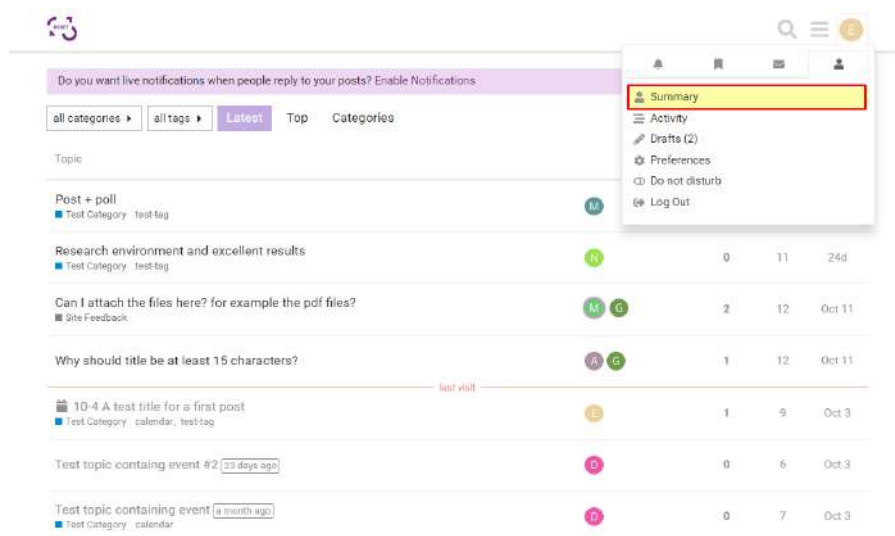 E
Do you want live notifications when people reply to your posts? Enable Notifications
Summary
Activity
Drafts (2)
Preferences
Do not disturb
Log Out
all categories all tags Latest Top Categories
Topic
Post + poll
Test Category test-tag
M
Research environment and excellent results
Test Category test-tag
N 0 11 24d
Can I attach the files here? for example the pdf files?
Site Feedback
M G 2 12 Oct 11
Why should title be at least 15 characters?
A G 1 12 Oct 11
last visit
10-4 A test title for a first post
Test Category calendar, test-tag
E 1 9 Oct 3
Test topic containg event #2 33 days ago
D 0 6 Oct 3
Test topic containing event a month ago
Test Category calendar
D 0 7 Oct 3